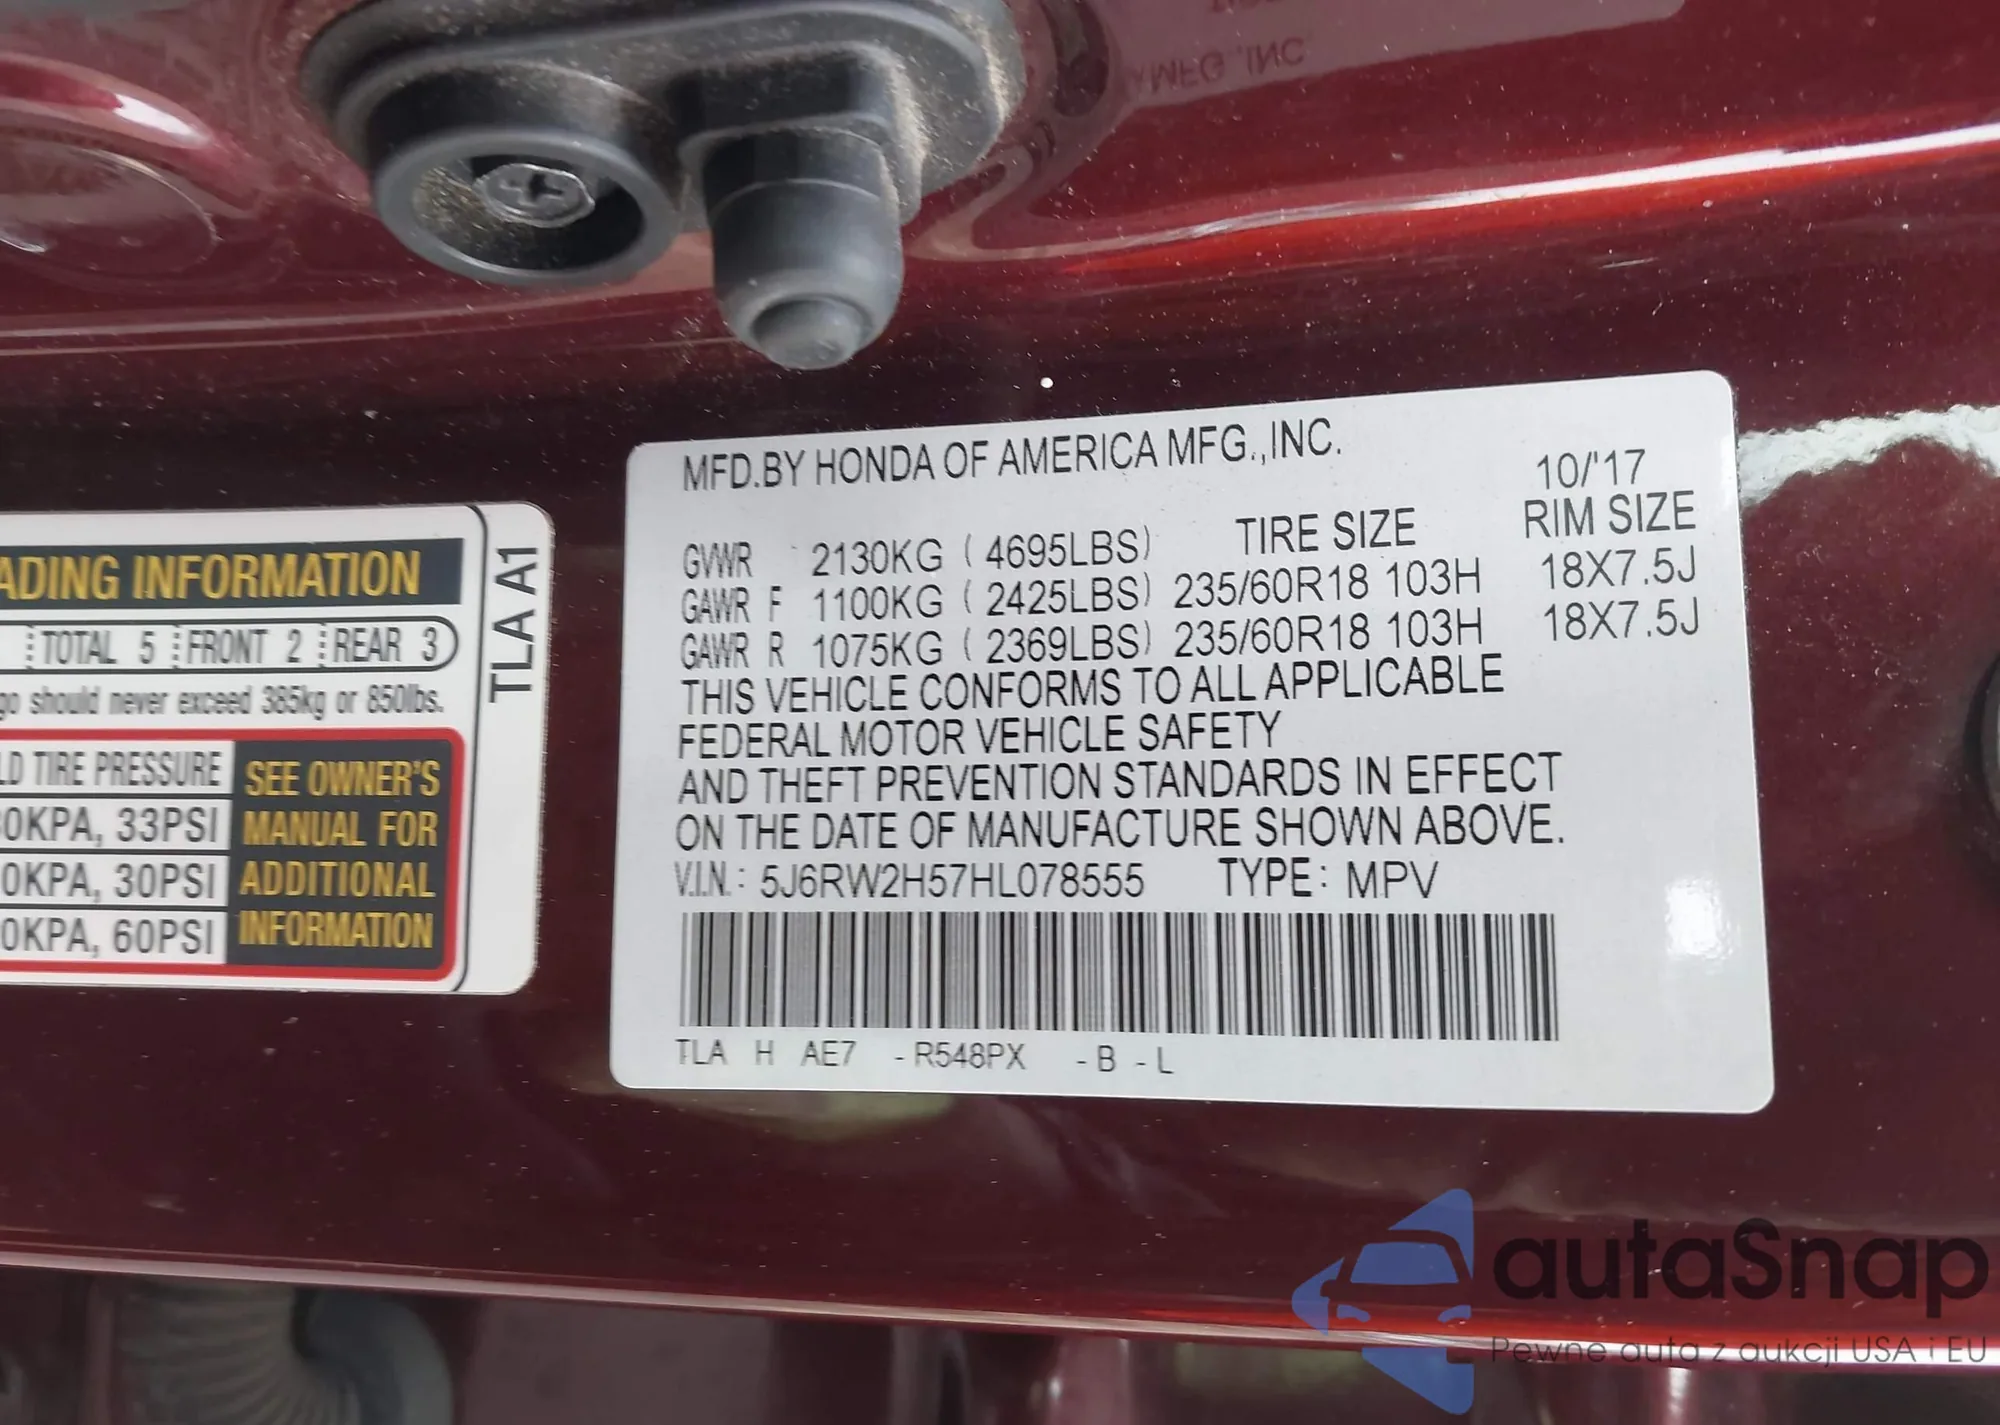 ADING INFORMATION
TOTAL 5 FRONT 2 REAR 3
go should never exceed 385kg or 850lbs.
LD TIRE PRESSURE
0KPA, 33PSI
0KPA, 30PSI
0KPA, 60PSI
SEE OWNER'S
MANUAL FOR
ADDITIONAL
INFORMATION
TLA A1
MFD.BY HONDA OF AMERICA MFG.,INC.
10/'17
GVWR 2130KG ( 4695LBS) TIRE SIZE RIM SIZE
GAWR F 1100KG ( 2425LBS) 235/60R18 103H 18X7.5J
GAWR R 1075KG ( 2369LBS) 235/60R18 103H 18X7.5J
THIS VEHICLE CONFORMS TO ALL APPLICABLE
FEDERAL MOTOR VEHICLE SAFETY
AND THEFT PREVENTION STANDARDS IN EFFECT
ON THE DATE OF MANUFACTURE SHOWN ABOVE.
V.I.N.: 5J6RW2H57HL078555 TYPE: MPV
TLA H AE7 -R548PX -B -L
autaSnap
Pewne auta z aukcji USA i EU